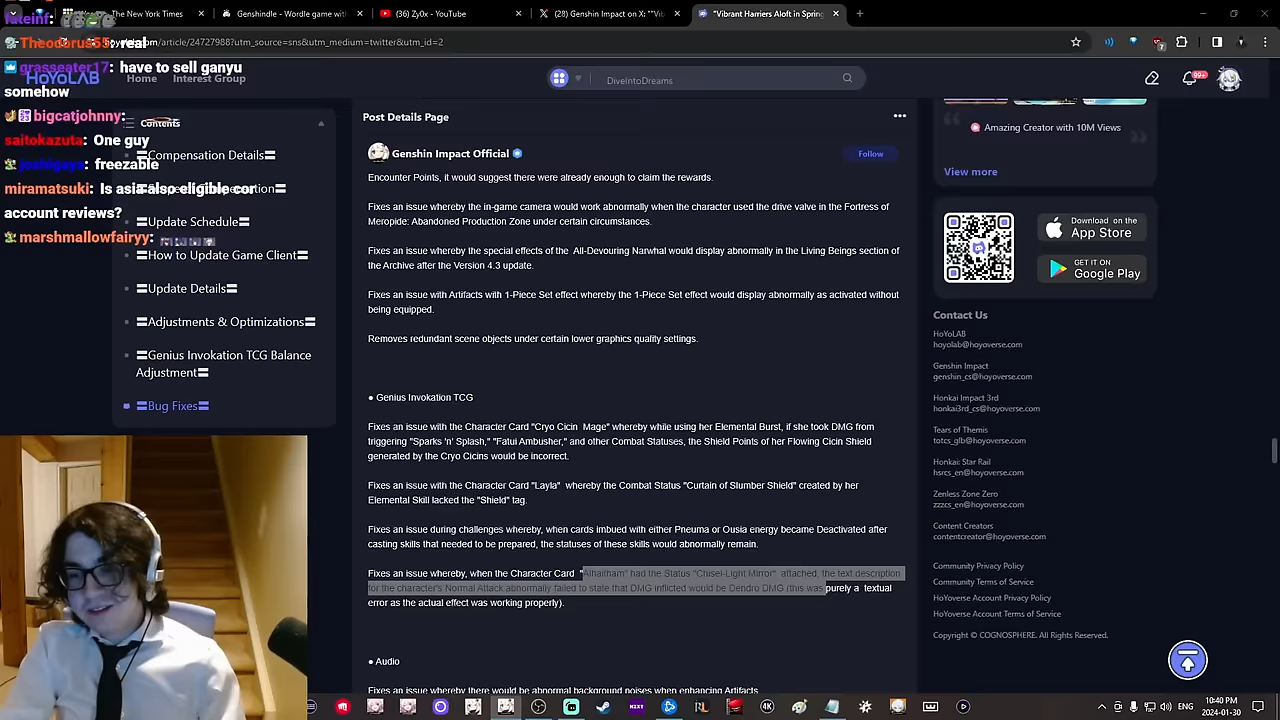 The New York Times
Genshindle - Wordle game with
(36) Zy0x - YouTube
(28) Genshin Impact on X: "'Vib
"Vibrant
on Spring
24727988?utm_source=sns&utm_medium=twitter&utm_id=2
Theodorus55: real
grasseater17: have to sell ganyu
somehow
bigcatjohnny:
saitokazuta: One guy
joshigaya: freezable
miramatsuki: Is asia also eligible cor
account reviews?
marshmallowfairyy:
HoYoLAB
Home
Interest Group
DiveIntoDreams
99+
Contents
〓Compensation Details〓
〓Update Schedule〓
〓How to Update Game Client〓
〓Update Details〓
〓Adjustments & Optimizations〓
〓Genius Invokation TCG Balance
Adjustment〓
〓Bug Fixes〓
Post Details Page
Genshin Impact Official
Follow
Encounter Points, it would suggest there were already enough to claim the rewards.
Fixes an issue whereby the in-game camera would work abnormally when the character used the drive valve in the Fortress of
Meropide: Abandoned Production Zone under certain circumstances.
Fixes an issue whereby the special effects of the All-Devouring Narwhal would display abnormally in the Living Beings section of
the Archive after the Version 4.3 update.
Fixes an issue with Artifacts with 1-Piece Set effect whereby the 1-Piece Set effect would display abnormally as activated without
being equipped.
Removes redundant scene objects under certain lower graphics quality settings.
● Genius Invokation TCG
Fixes an issue with the Character Card "Cryo Cicin Mage" whereby while using her Elemental Burst, if she took DMG from
triggering "Sparks 'n' Splash," "Fatui Ambusher," and other Combat Statuses, the Shield Points of her Flowing Cicin Shield
generated by the Cryo Cicins would be incorrect.
Fixes an issue with the Character Card "Layla" whereby the Combat Status "Curtain of Slumber Shield" created by her
Elemental Skill lacked the "Shield" tag.
Fixes an issue during challenges whereby, when cards imbued with either Pneuma or Ousia energy became Deactivated after
casting skills that needed to be prepared, the statuses of these skills would abnormally remain.
Fixes an issue whereby, when the Character Card "Alhaitham" had the Status "Chisel-Light Mirror" attached, the text description
for the character's Normal Attack abnormally failed to state that DMG inflicted would be Dendro DMG (this was purely a textual
error as the actual effect was working properly).
● Audio
Fixes an issue whereby there would be abnormal background noises when enhancing Artifacts
Amazing Creator with 10M Views
View more
Download on the
App Store
GET IT ON
Google Play
Contact Us
HoYoLAB
hoyolab@hoyoverse.com
Genshin Impact
genshin_cs@hoyoverse.com
Honkai Impact 3rd
honkai3rd_cs@hoyoverse.com
Tears of Themis
totcs_glb@hoyoverse.com
Honkai: Star Rail
hsrcs_en@hoyoverse.com
Zenless Zone Zero
zzzcs_en@hoyoverse.com
Content Creators
contentcreator@hoyoverse.com
Community Privacy Policy
Community Terms of Service
HoYoverse Account Privacy Policy
HoYoverse Account Terms of Service
Copyright © COGNOSPHERE. All Rights Reserved.
10:40 PM
2024-01-30